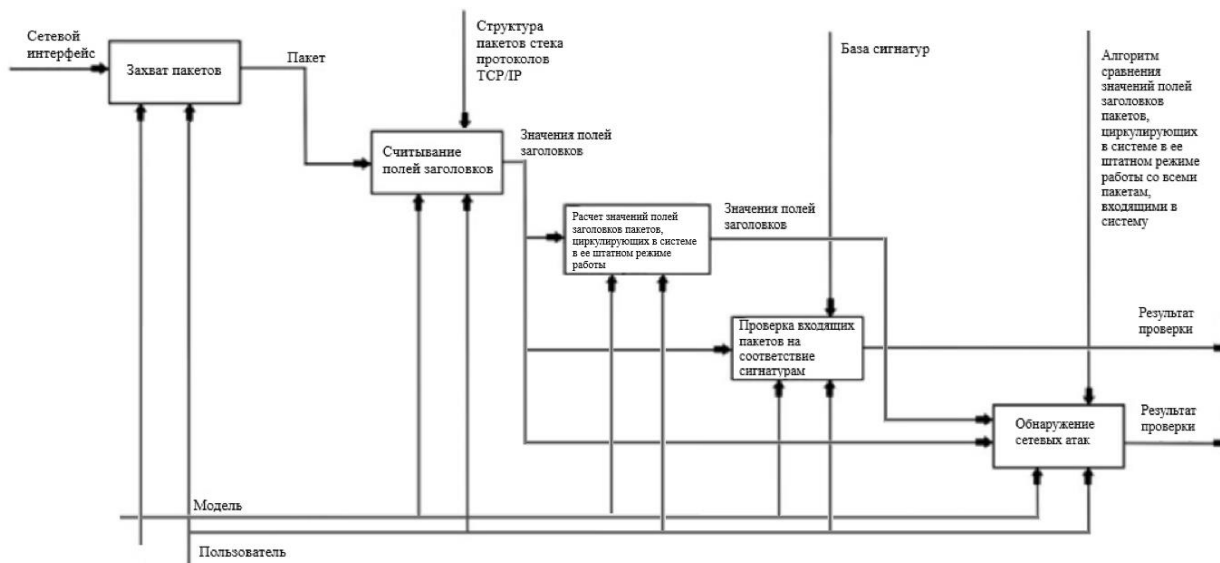 Сетевой
интерфейс
Захват пакетов
Пакет
Структура
пакетов стека
протоколов
TCP/IP
Считывание
полей заголовков
Значения полей
заголовков
Расчет значений полей
заголовков пакетов,
циркулирующих в системе
в ее штатном режиме
работы
Значения полей
заголовков
База сигнатур
Проверка входящих
пакетов на
соответствие
сигнатурам
Алгоритм
сравнения
значений полей
заголовков
пакетов,
циркулирующих
в системе в ее
штатном режиме
работы со всеми
пакетам,
входящими в
систему
Результат
проверки
Обнаружение
сетевых атак
Результат
проверки
Модель
Пользователь